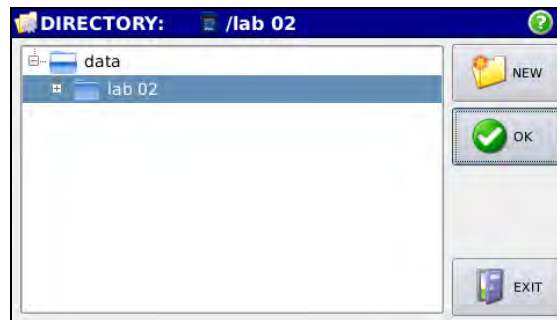 DIRECTORY: /lab 02
data
NEW
lab 02
OK
EXIT